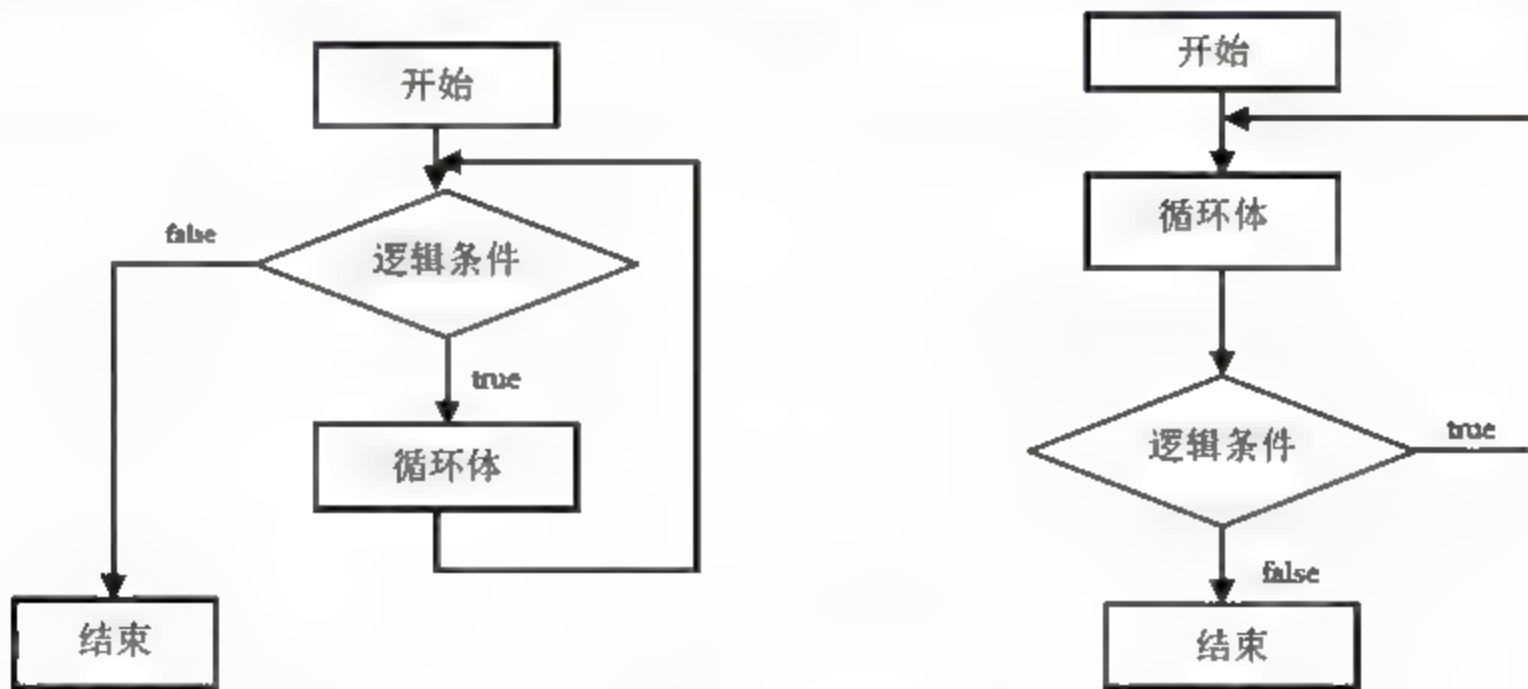 开始
false
逻辑条件
true
循环体
结束
开始
循环体
逻辑条件
true
false
结束